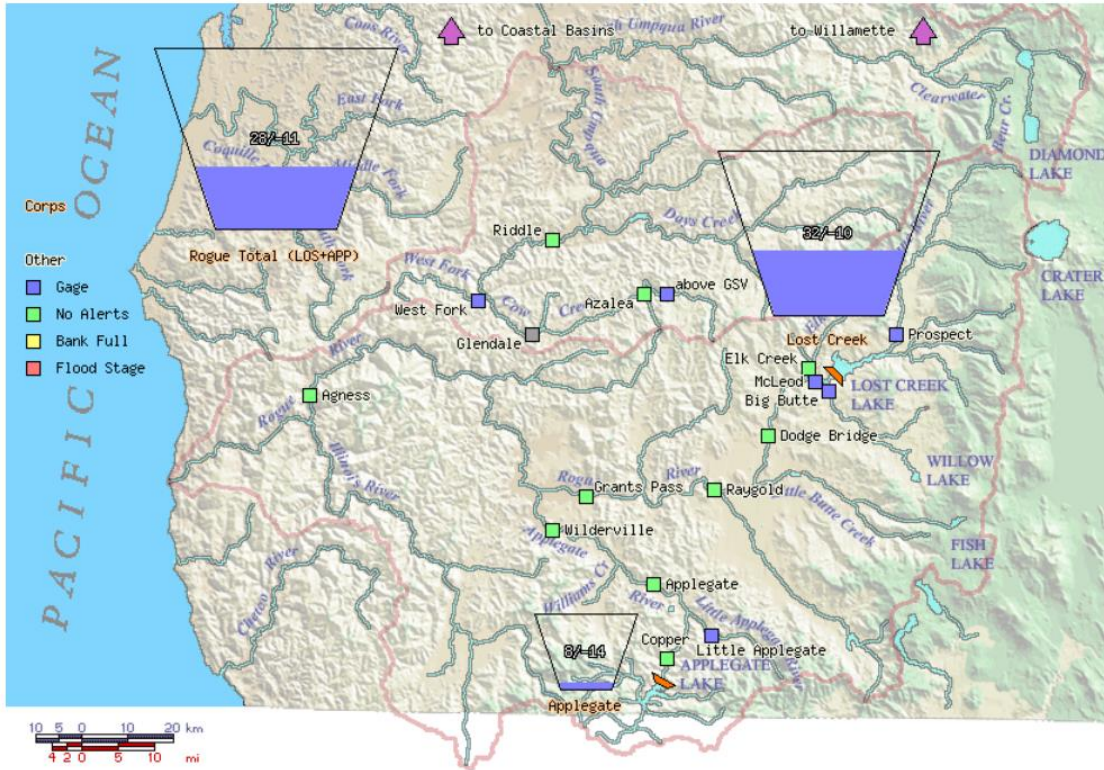 to Coastal Basins
North Umpqua River
to Willamette
Coos River
South Umpqua
Clearwater
Bear Cr.
East Fork
28/-11
Coquille
Middle Fork
DIAMOND
LAKE
PACIFIC OCEAN
Corps
Other
Gage
No Alerts
Bank Full
Flood Stage
Rogue Total (LOS+APP)
Riddle
Days Creek
32/-10
River
CRATER
LAKE
West Fork
West Fork
Cow
Creek
Azalea
above GSV
Glendale
Lost Creek
Prospect
Elk Creek
McLeod
Big Butte
LOST CREEK
LAKE
Rogue
River
Agness
Illinois River
Dodge Bridge
WILLOW
LAKE
Rogue
River
Grants Pass
Raygold
Little Butte Creek
Wilderville
Applegate
FISH
LAKE
Chetco River
Williams Cr
Applegate
River
Little Applegate River
8/-14
Copper
Little Applegate
APPLEGATE
LAKE
Applegate
10 5 0 10 20 km
4 2 0 5 10 mi